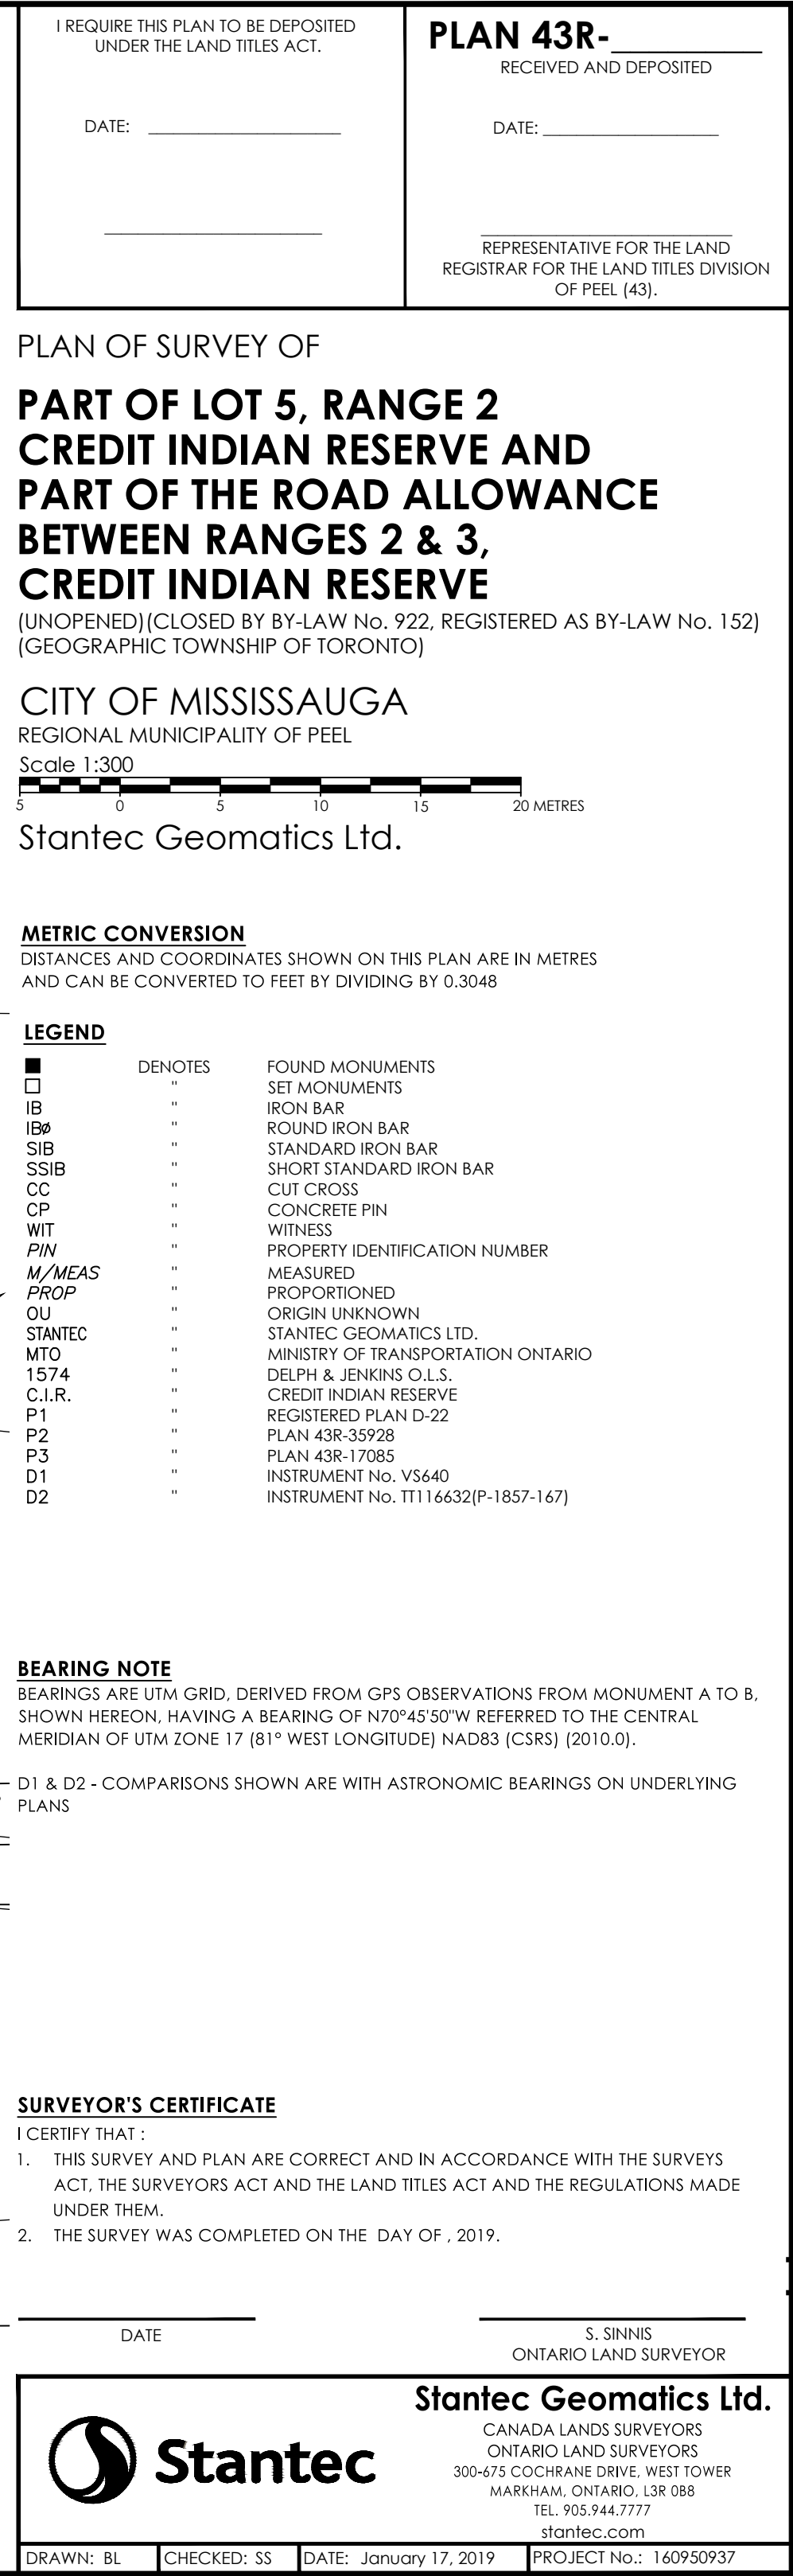 I REQUIRE THIS PLAN TO BE DEPOSITED
UNDER THE LAND TITLES ACT.
DATE:
PLAN 43R-
RECEIVED AND DEPOSITED
DATE:
REPRESENTATIVE FOR THE LAND
REGISTRAR FOR THE LAND TITLES DIVISION
OF PEEL (43).
PLAN OF SURVEY OF
PART OF LOT 5, RANGE 2
CREDIT INDIAN RESERVE AND
PART OF THE ROAD ALLOWANCE
BETWEEN RANGES 2 & 3,
CREDIT INDIAN RESERVE
(UNOPENED)(CLOSED BY BY-LAW No. 922, REGISTERED AS BY-LAW No. 152)
(GEOGRAPHIC TOWNSHIP OF TORONTO)
CITY OF MISSISSAUGA
REGIONAL MUNICIPALITY OF PEEL
Scale 1:300
5 0 5 10 15 20 METRES
Stantec Geomatics Ltd.
METRIC CONVERSION
DISTANCES AND COORDINATES SHOWN ON THIS PLAN ARE IN METRES
AND CAN BE CONVERTED TO FEET BY DIVIDING BY 0.3048
LEGEND
■ DENOTES FOUND MONUMENTS
□ " SET MONUMENTS
IB " IRON BAR
IBø " ROUND IRON BAR
SIB " STANDARD IRON BAR
SSIB " SHORT STANDARD IRON BAR
CC " CUT CROSS
CP " CONCRETE PIN
WIT " WITNESS
PIN " PROPERTY IDENTIFICATION NUMBER
M/MEAS " MEASURED
PROP " PROPORTIONED
OU " ORIGIN UNKNOWN
STANTEC " STANTEC GEOMATICS LTD.
MTO " MINISTRY OF TRANSPORTATION ONTARIO
1574 " DELPH & JENKINS O.L.S.
C.I.R. " CREDIT INDIAN RESERVE
P1 " REGISTERED PLAN D-22
P2 " PLAN 43R-35928
P3 " PLAN 43R-17085
D1 " INSTRUMENT No. VS640
D2 " INSTRUMENT No. TT116632(P-1857-167)
BEARING NOTE
BEARINGS ARE UTM GRID, DERIVED FROM GPS OBSERVATIONS FROM MONUMENT A TO B,
SHOWN HEREON, HAVING A BEARING OF N70°45'50"W REFERRED TO THE CENTRAL
MERIDIAN OF UTM ZONE 17 (81° WEST LONGITUDE) NAD83 (CSRS) (2010.0).
D1 & D2 - COMPARISONS SHOWN ARE WITH ASTRONOMIC BEARINGS ON UNDERLYING
PLANS
SURVEYOR'S CERTIFICATE
I CERTIFY THAT :
1. THIS SURVEY AND PLAN ARE CORRECT AND IN ACCORDANCE WITH THE SURVEYS
ACT, THE SURVEYORS ACT AND THE LAND TITLES ACT AND THE REGULATIONS MADE
UNDER THEM.
2. THE SURVEY WAS COMPLETED ON THE DAY OF , 2019.
DATE
S. SINNIS
ONTARIO LAND SURVEYOR
Stantec
Stantec Geomatics Ltd.
CANADA LANDS SURVEYORS
ONTARIO LAND SURVEYORS
300-675 COCHRANE DRIVE, WEST TOWER
MARKHAM, ONTARIO, L3R 0B8
TEL. 905.944.7777
stantec.com
DRAWN: BL CHECKED: SS DATE: January 17, 2019 PROJECT No.: 160950937